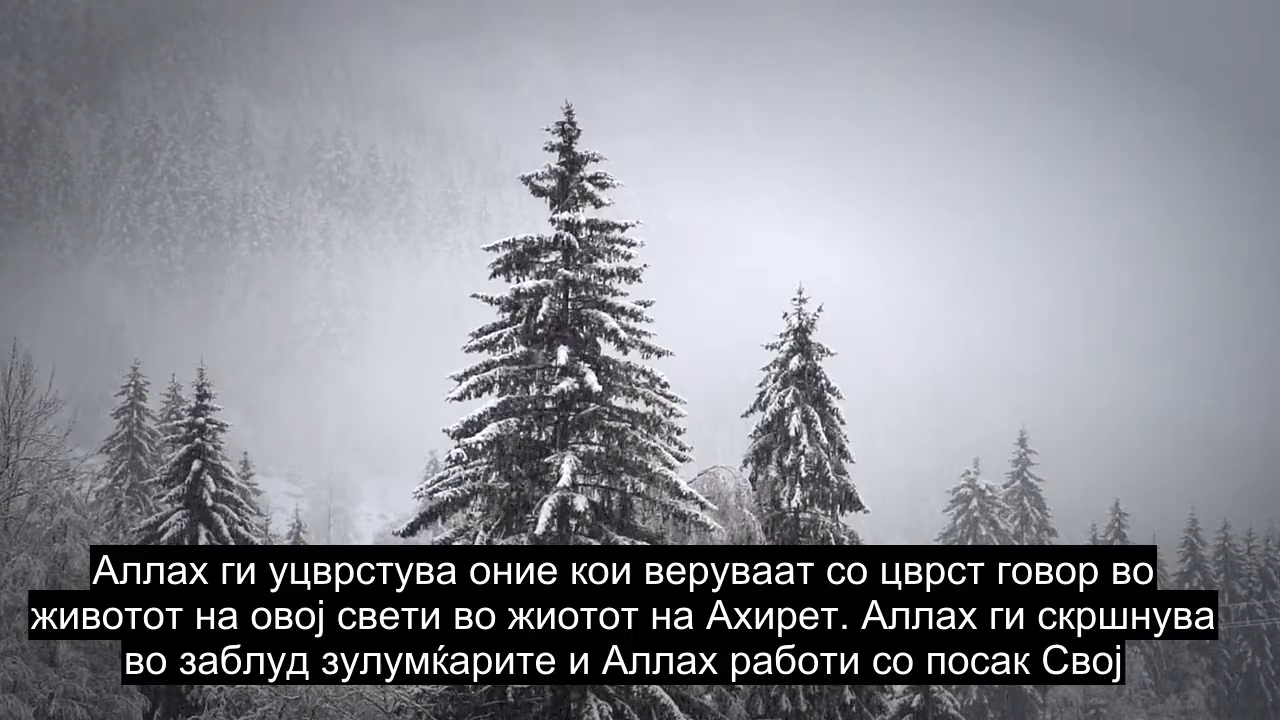 Аллах ги уцврстува оние кои веруваат со цврст говор во
животот на овој свети во жиотот на Ахирет. Аллах ги скршнува
во заблуд зулумќарите и Аллах работи со посак Свој